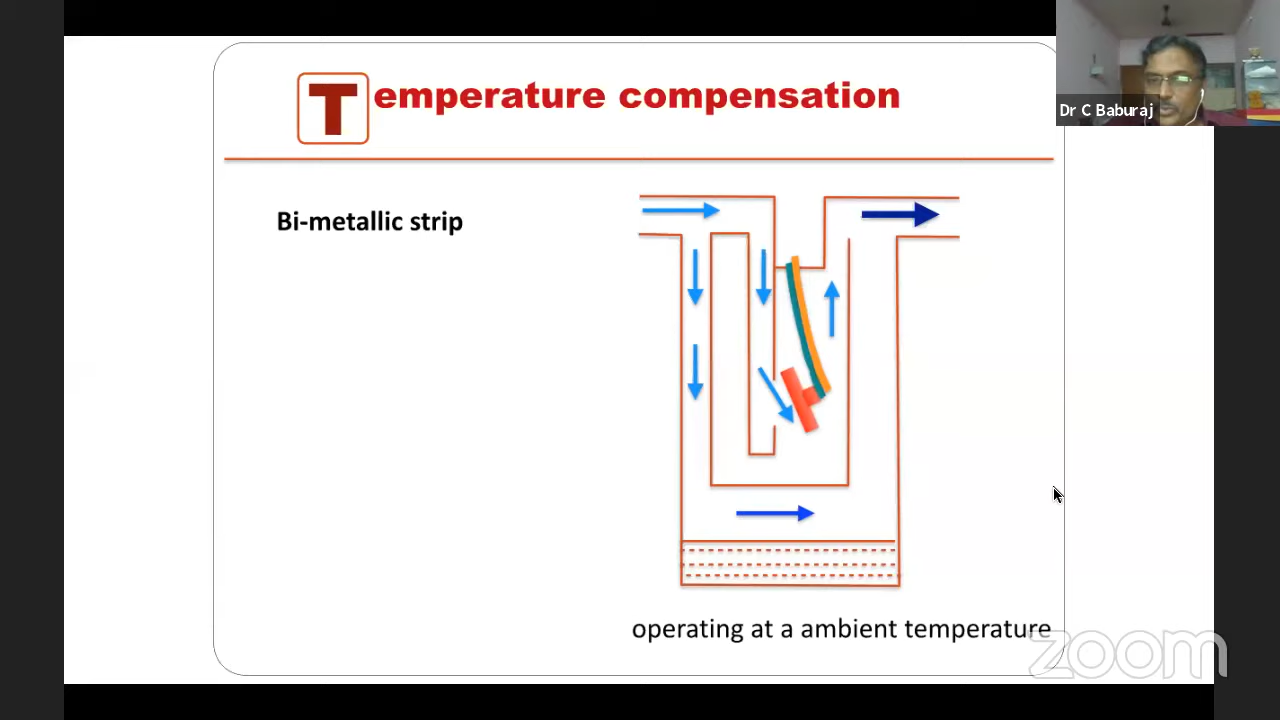 Temperature compensation
Dr C Baburaj
Bi-metallic strip
operating at a ambient temperature
zoom